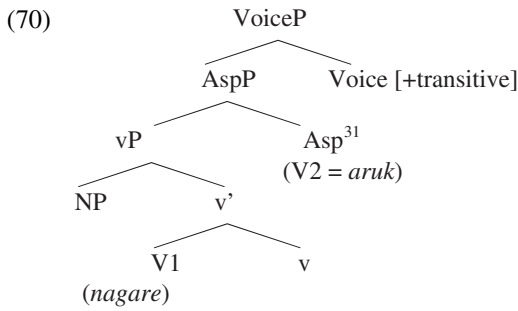 (70) VoiceP
AspP Voice [+transitive]
vP Asp31
(V2 = aruk)
NP v’
V1 v
(nagare)